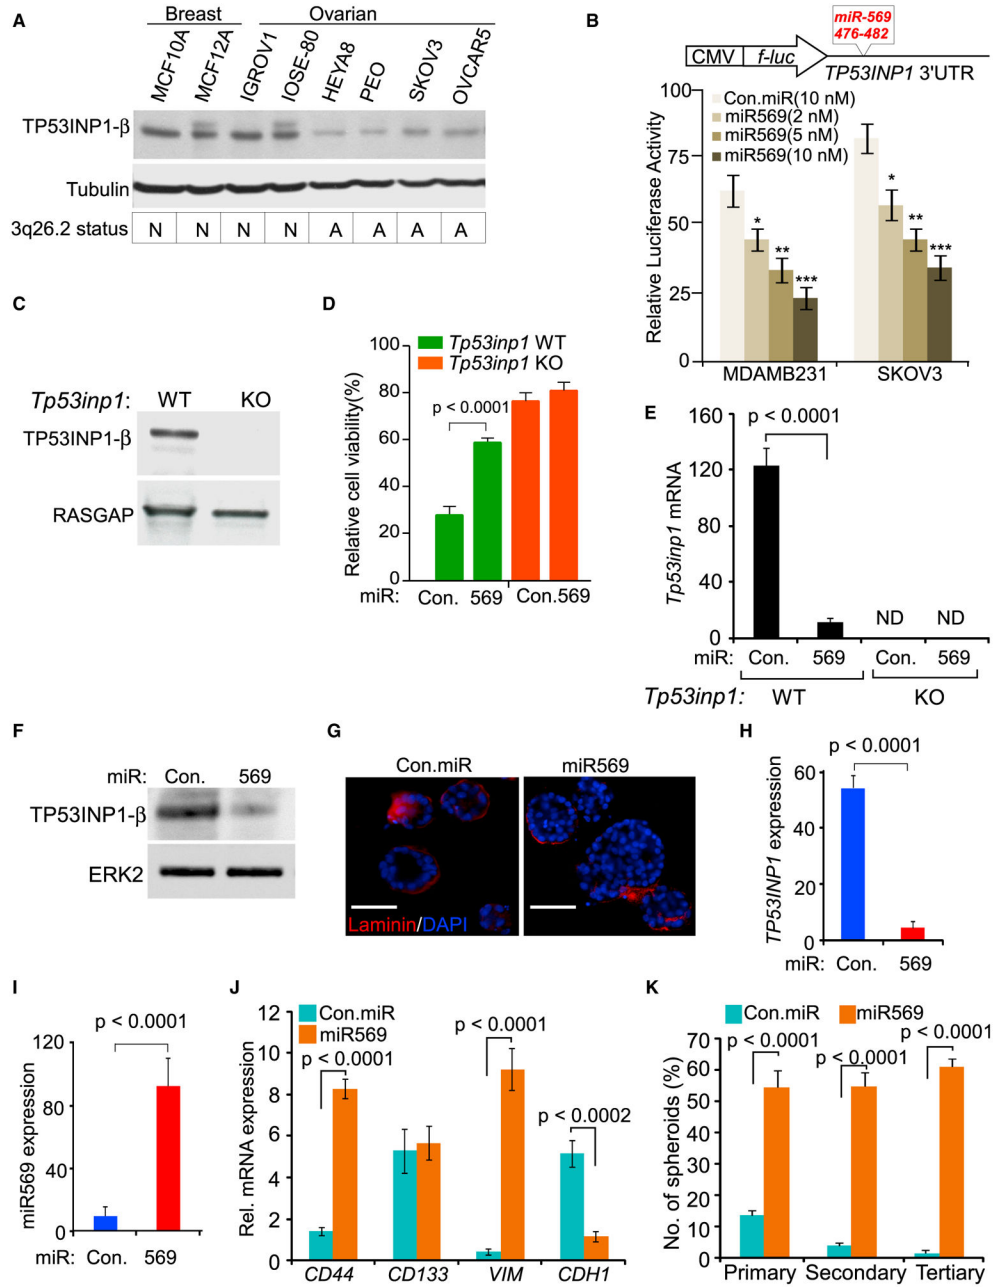 A
Breast
Ovarian
MCF10A
MCF12A
IGROV1
IOSE-80
HEYA8
PEO
SKOV3
OVCAR5
TP53INP1-β
Tubulin
3q26.2 status
N N N N A A A A
B
miR-569
476-482
CMV f-luc
TP53INP1 3'UTR
Con.miR(10 nM)
miR569(2 nM)
miR569(5 nM)
miR569(10 nM)
Relative Luciferase Activity
100
75
50
25
0
* ** ***
* ** ***
MDAMB231 SKOV3
C
Tp53inp1: WT KO
TP53INP1-β
RASGAP
D
Tp53inp1 WT
Tp53inp1 KO
Relative cell viability(%)
100
80
60
40
20
0
p < 0.0001
miR: Con. 569 Con.569
E
Tp53inp1 mRNA
160
120
80
40
0
p < 0.0001
ND ND
miR: Con. 569 Con. 569
Tp53inp1: WT KO
F
miR: Con. 569
TP53INP1-β
ERK2
G
Con.miR miR569
Laminin/DAPI
H
p < 0.0001
TP53INP1 expression
60
40
20
0
miR: Con. 569
I
p < 0.0001
miR569 expression
120
80
40
0
miR: Con. 569
J
Con.miR
miR569
Rel. mRNA expression
12
10
8
6
4
2
0
p < 0.0001
p < 0.0001
p < 0.0002
CD44 CD133 VIM CDH1
K
Con.miR miR569
No. of spheroids (%)
70
60
50
40
30
20
10
0
p < 0.0001
p < 0.0001
p < 0.0001
Primary Secondary Tertiary